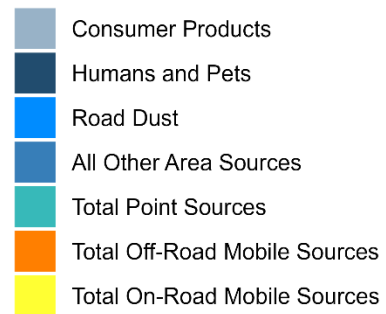 Consumer Products
Humans and Pets
Road Dust
All Other Area Sources
Total Point Sources
Total Off-Road Mobile Sources
Total On-Road Mobile Sources